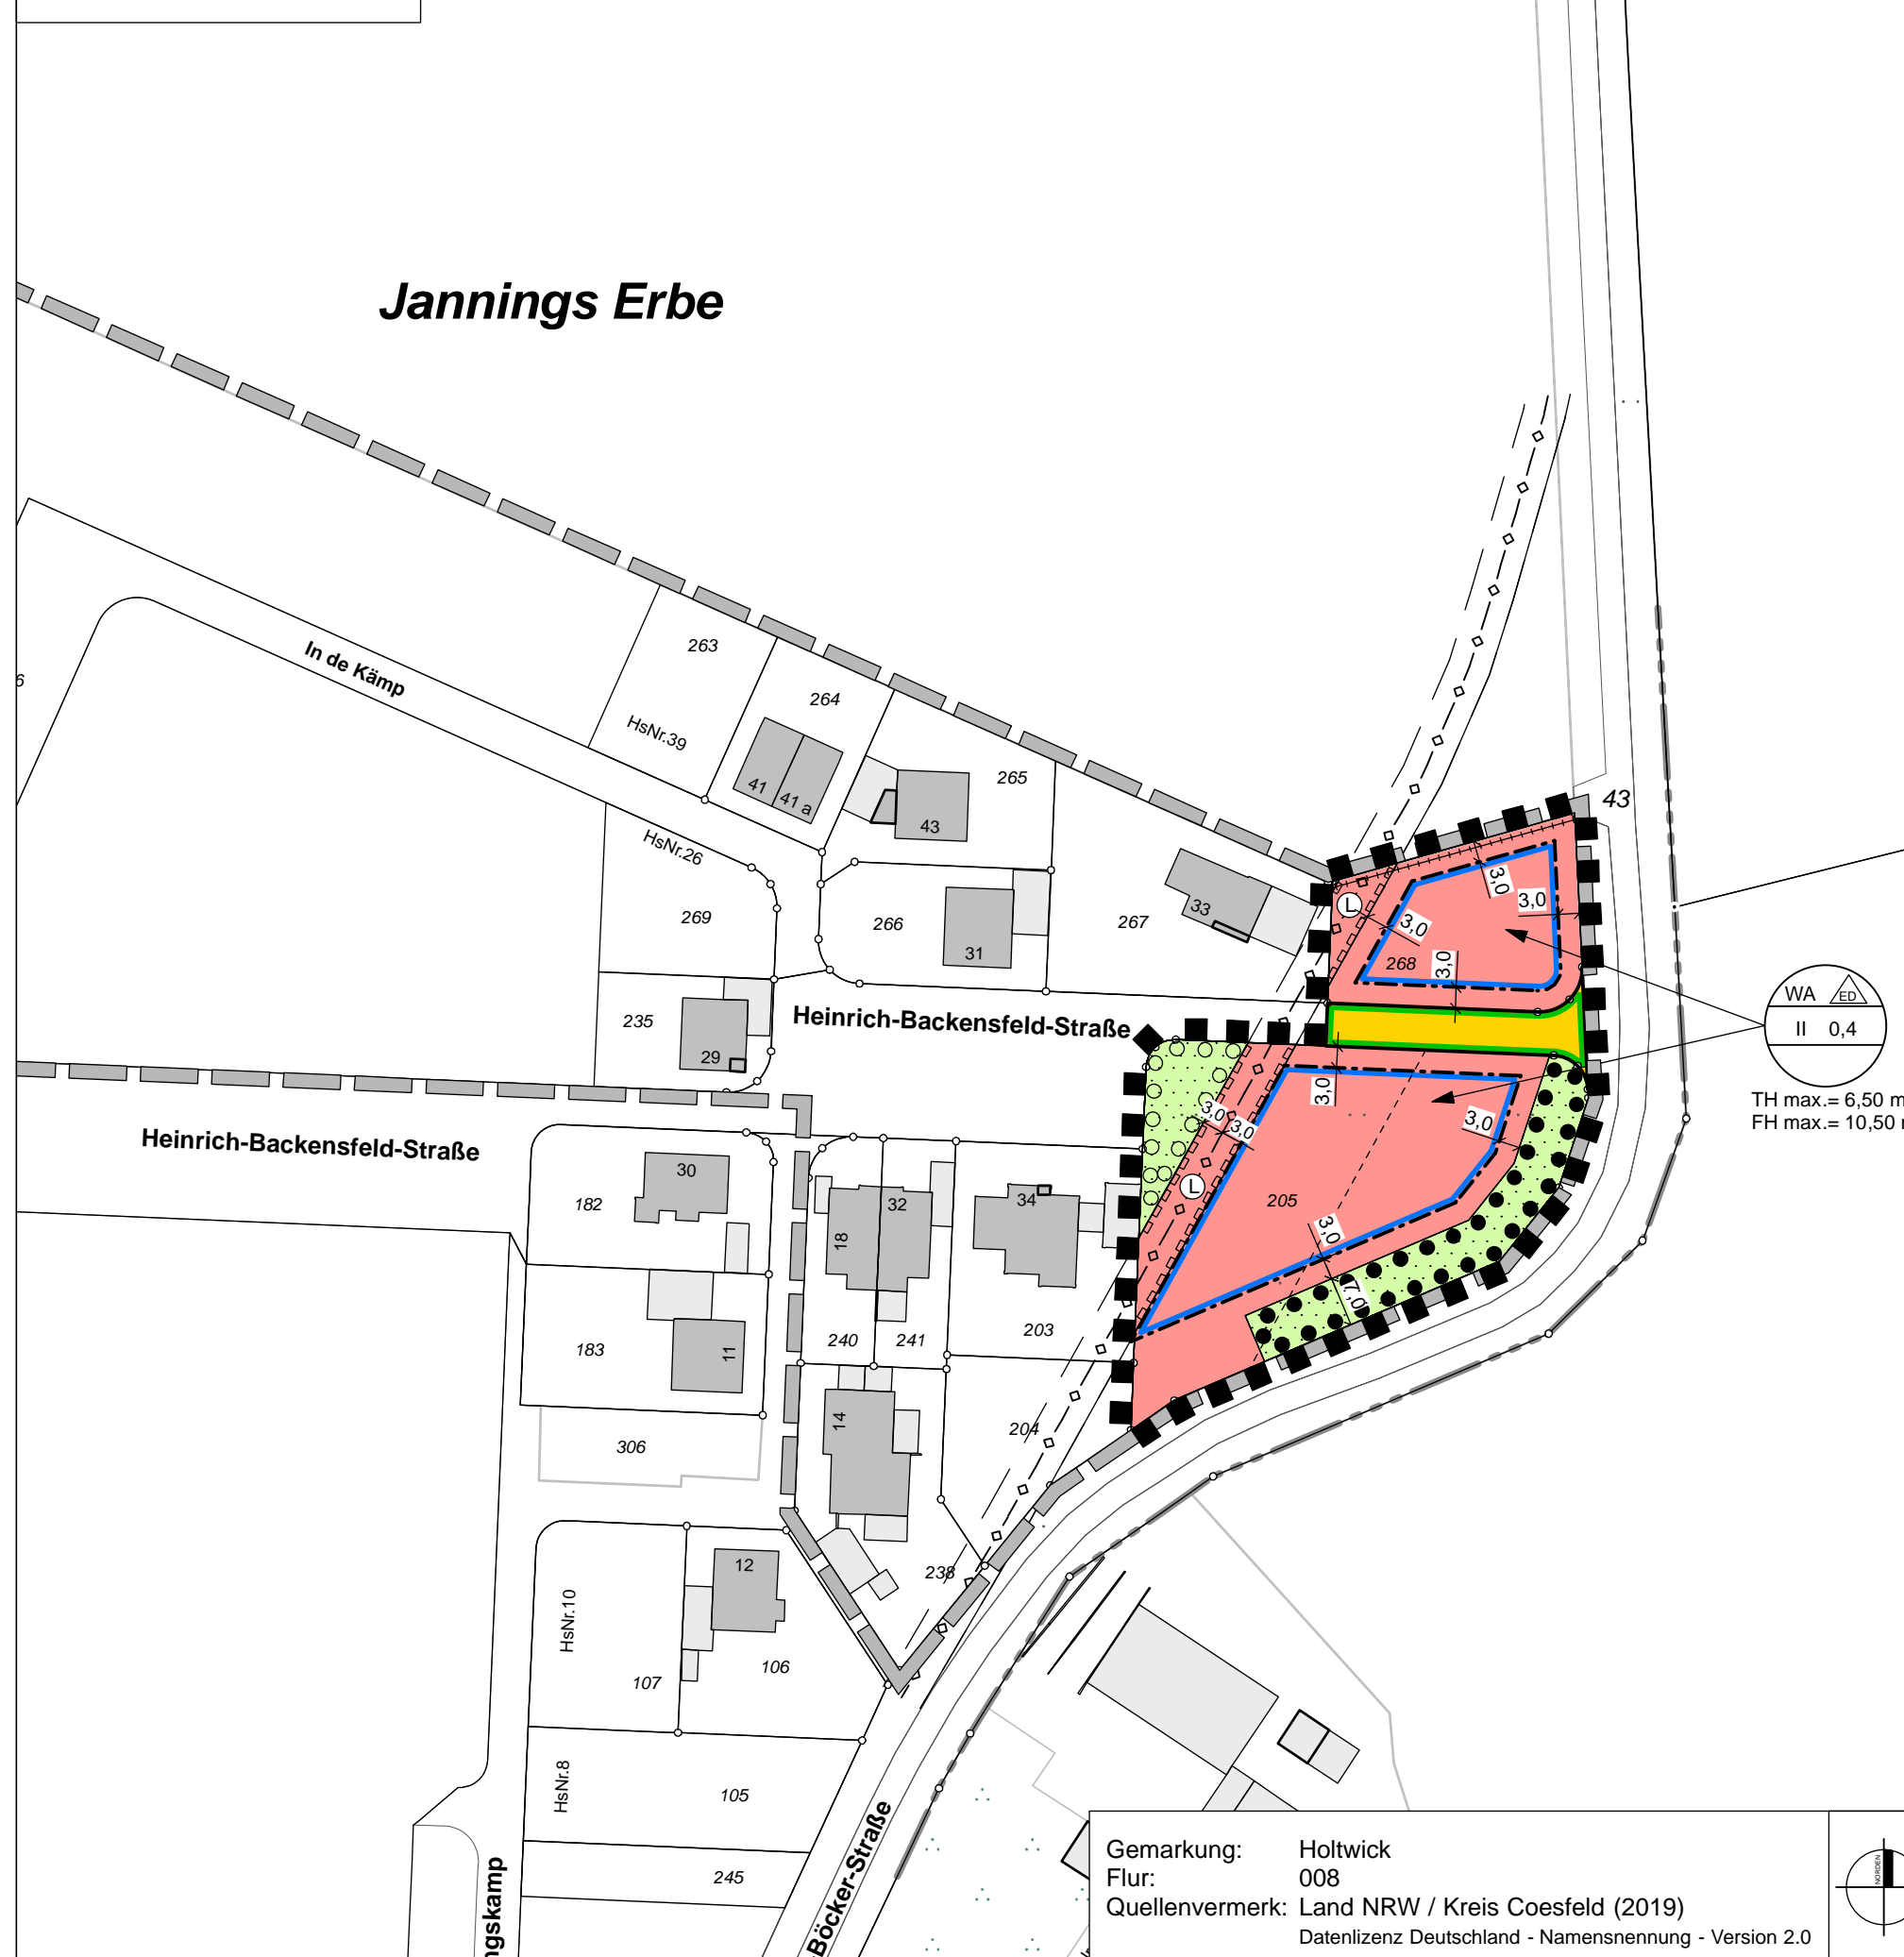 Jannings Erbe
In de Kämp
263
264
HsNr.39
41
41 a
265
43
43
HsNr.26
269
266
31
267
33
L
3,0
3,0
3,0
3,0
268
235
29
Heinrich-Backensfeld-Straße
WA ED
II 0,4
TH max.= 6,50 m
FH max.= 10,50
Heinrich-Backensfeld-Straße
3,0
3,0
3,0
3,0
L
205
3,0
7,0
182
30
18
32
34
183
11
240
241
203
306
14
204
238
12
HsNr.10
107
106
HsNr.8
105
245
ngskamp
Böcker-Straße
6
Gemarkung: Holtwick
Flur: 008
Quellenvermerk: Land NRW / Kreis Coesfeld (2019)
Datenlizenz Deutschland - Namensnennung - Version 2.0
NORDEN